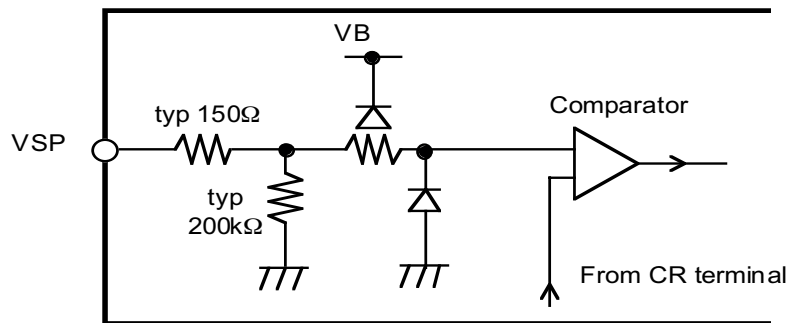 VB
typ 150Ω
Comparator
VSP
typ
200kΩ
From CR terminal